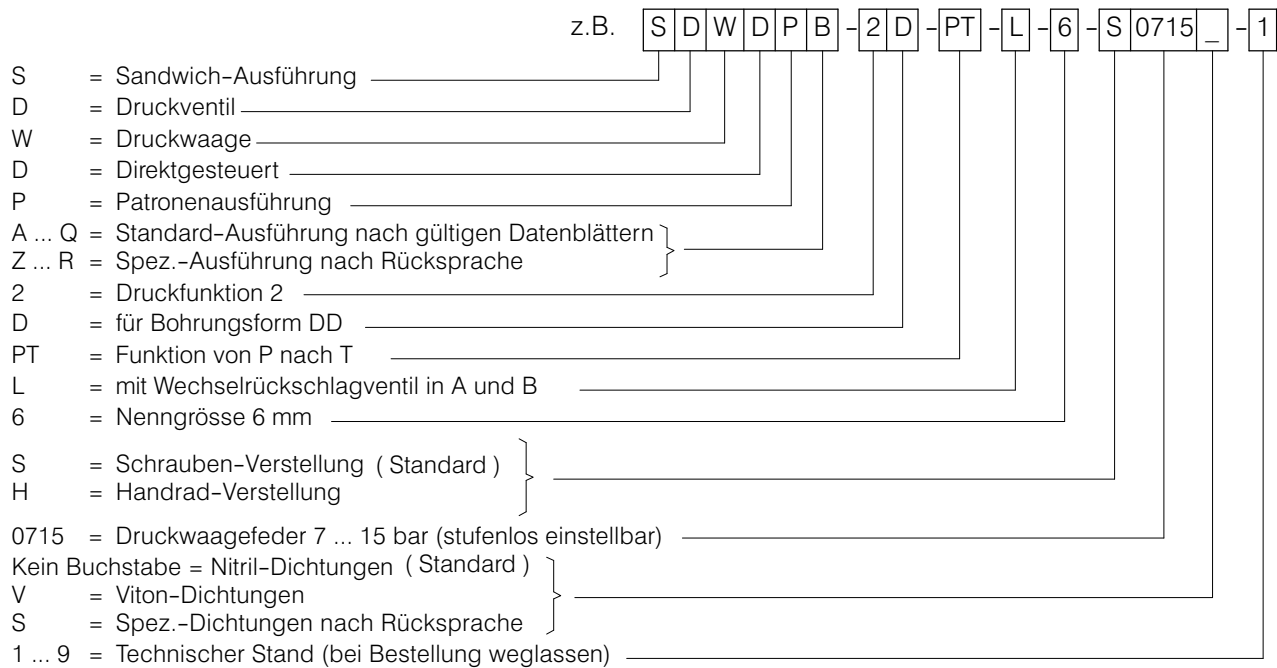 z.B. SDWDPB-2D-PT-L-6-S0715_-1
S = Sandwich-Ausführung
D = Druckventil
W = Druckwaage
D = Direktgesteuert
P = Patronenausführung
A ... Q = Standard-Ausführung nach gültigen Datenblättern
Z ... R = Spez.-Ausführung nach Rücksprache
2 = Druckfunktion 2
D = für Bohrungsform DD
PT = Funktion von P nach T
L = mit Wechselrückschlagventil in A und B
6 = Nenngrösse 6 mm
S = Schrauben-Verstellung ( Standard )
H = Handrad-Verstellung
0715 = Druckwaagefeder 7 ... 15 bar (stufenlos einstellbar)
Kein Buchstabe = Nitril-Dichtungen ( Standard )
V = Viton-Dichtungen
S = Spez.-Dichtungen nach Rücksprache
1 ... 9 = Technischer Stand (bei Bestellung weglassen)